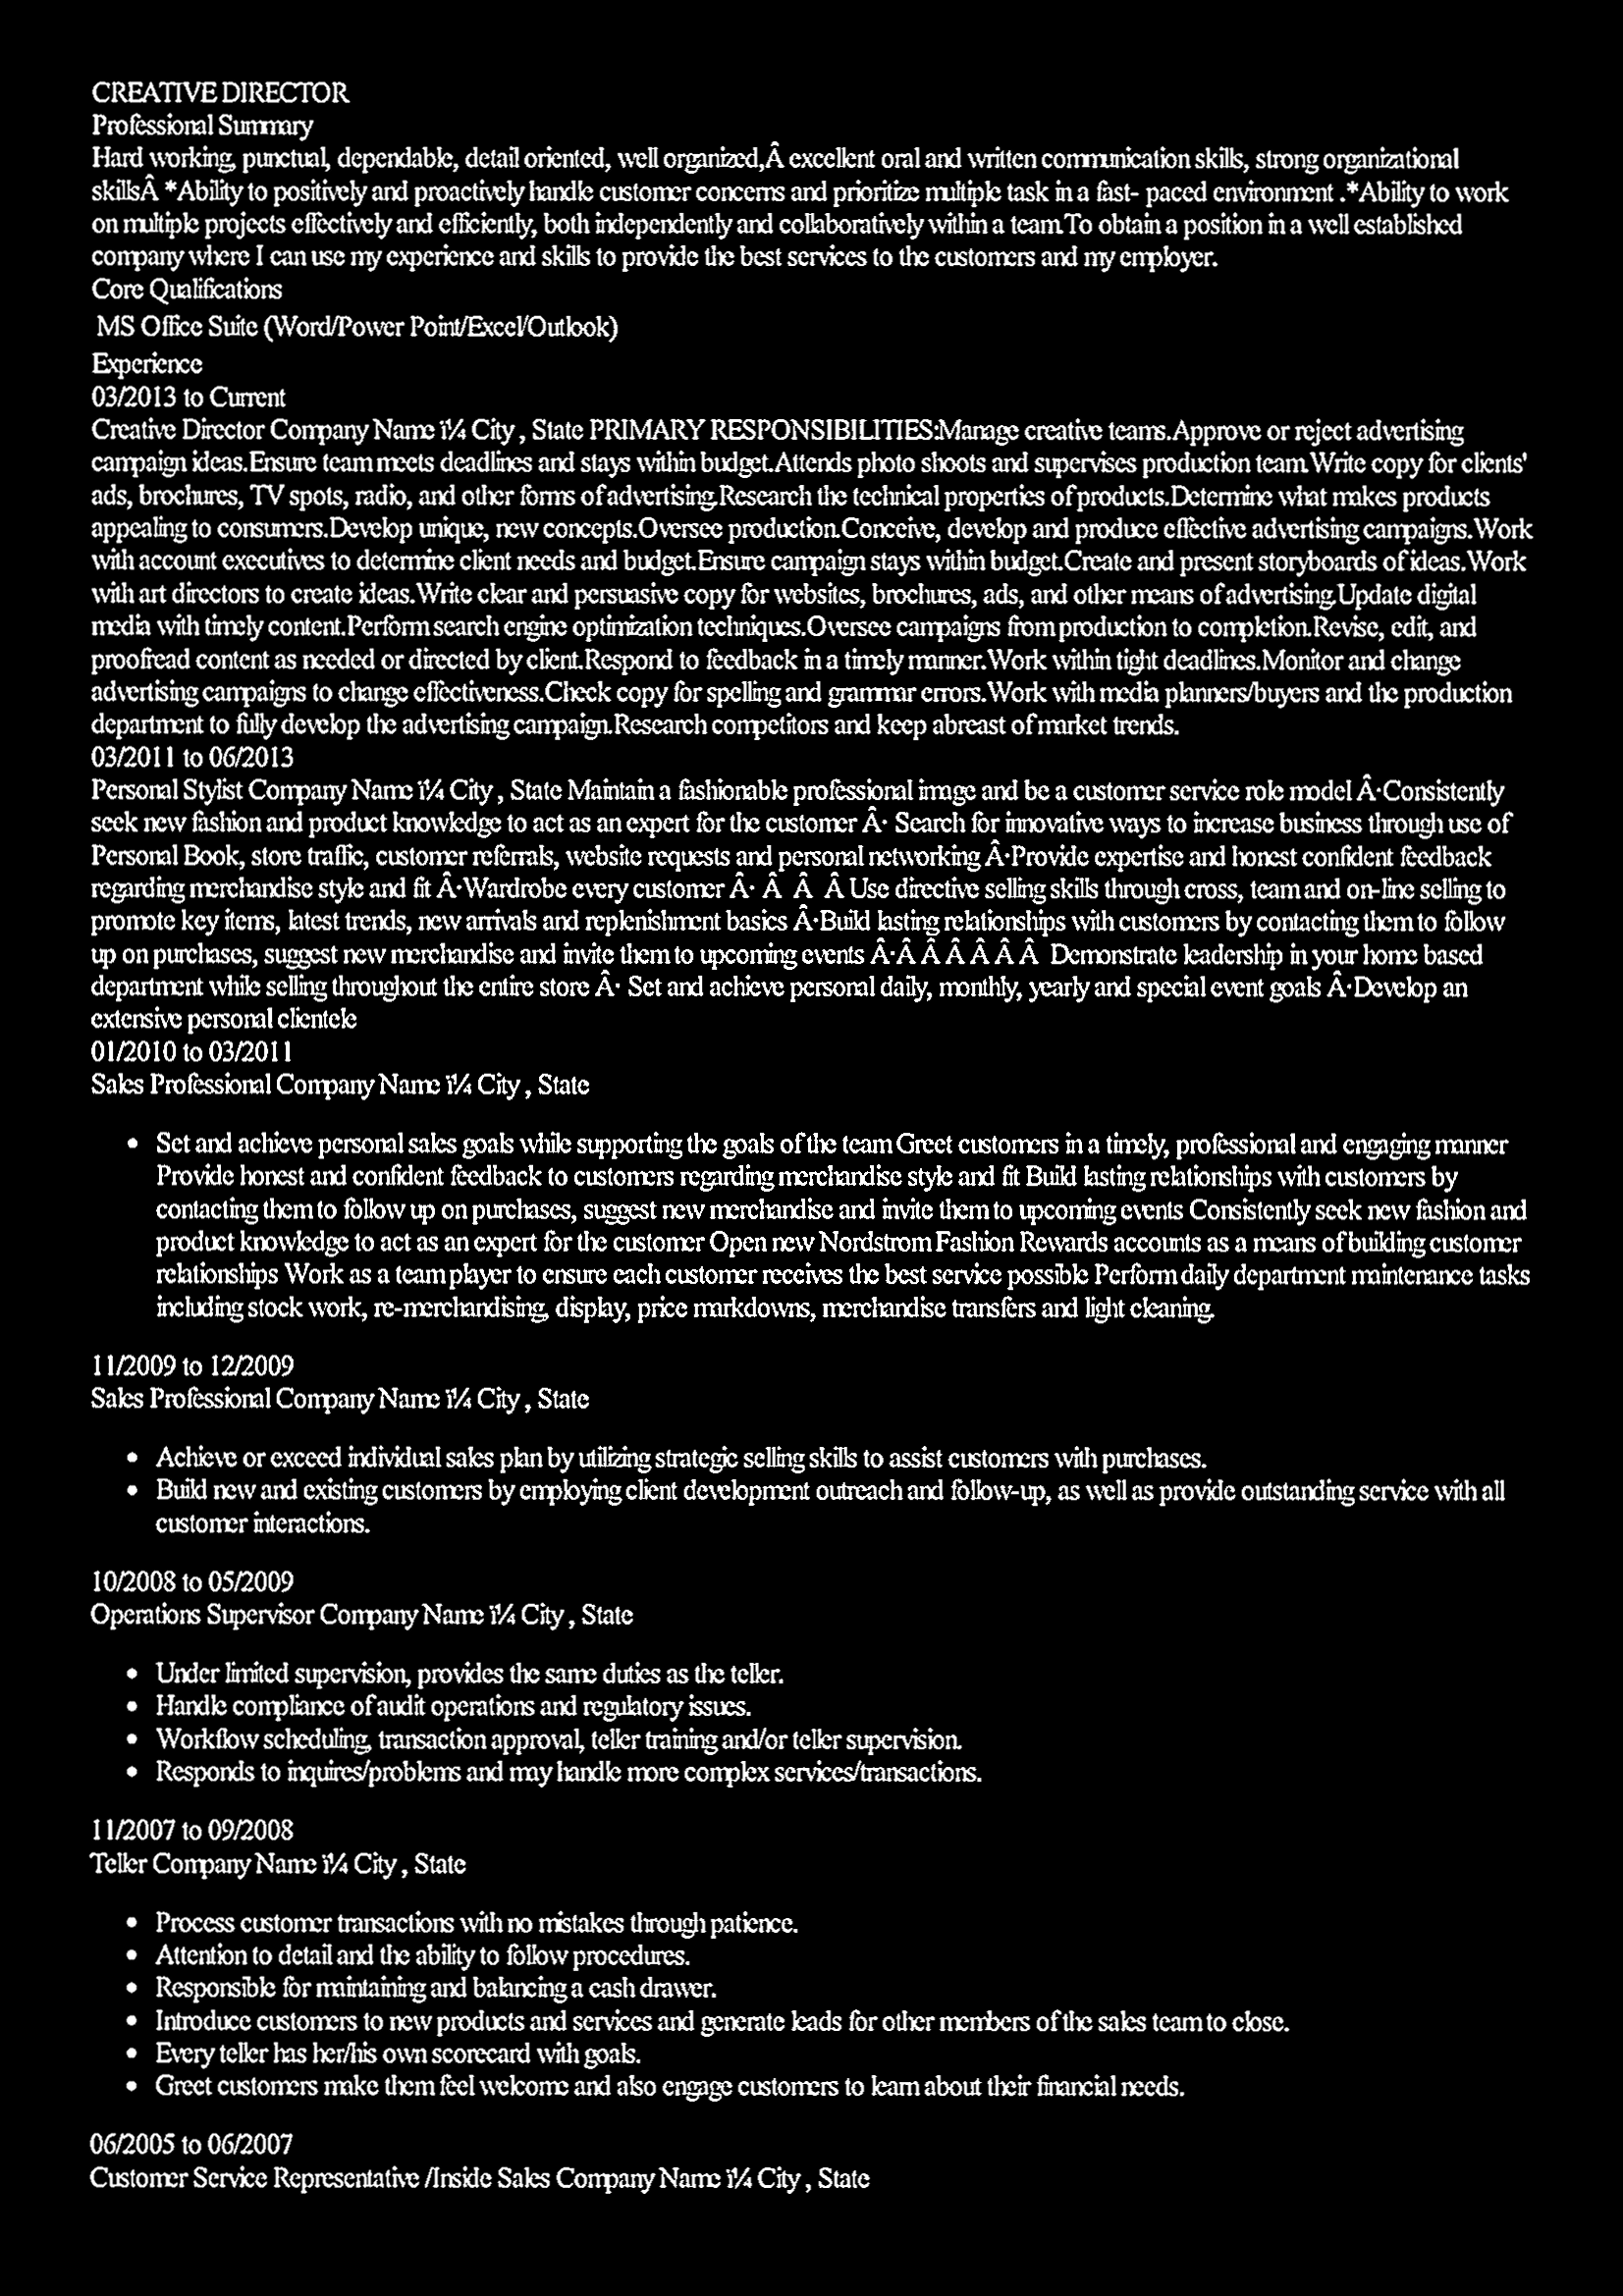 CREATIVE DIRECTOR
Professional Summary
Hard working, punctual, dependable, detail oriented, well organized,Â excellent oral and written communication skills, strong organizational
skillsÂ *Ability to positively and proactively handle customer concerns and prioritize multiple task in a fast- paced environment .*Ability to work
on multiple projects effectively and efficiently, both independently and collaboratively within a team.To obtain a position in a well established
company where I can use my experience and skills to provide the best services to the customers and my employer.
Core Qualifications
MS Office Suite (Word/Power Point/Excel/Outlook)
Experience
03/2013 to Current
Creative Director Company Name ï¼ City , State PRIMARY RESPONSIBILITIES:Manage creative teams.Approve or reject advertising
campaign ideas.Ensure team meets deadlines and stays within budget.Attends photo shoots and supervises production team.Write copy for clients'
ads, brochures, TV spots, radio, and other forms of advertising.Research the technical properties of products.Determine what makes products
appealing to consumers.Develop unique, new concepts.Oversee production.Conceive, develop and produce effective advertising campaigns.Work
with account executives to determine client needs and budget.Ensure campaign stays within budget.Create and present storyboards of ideas.Work
with art directors to create ideas.Write clear and persuasive copy for websites, brochures, ads, and other means of advertising.Update digital
media with timely content.Perform search engine optimization techniques.Oversee campaigns from production to completion.Revise, edit, and
proofread content as needed or directed by client.Respond to feedback in a timely manner.Work within tight deadlines.Monitor and change
advertising campaigns to change effectiveness.Check copy for spelling and grammar errors.Work with media planners/buyers and the production
department to fully develop the advertising campaign.Research competitors and keep abreast of market trends.
03/2011 to 06/2013
Personal Stylist Company Name ï¼ City , State Maintain a fashionable professional image and be a customer service role model Â·Consistently
seek new fashion and product knowledge to act as an expert for the customer Â· Search for innovative ways to increase business through use of
Personal Book, store traffic, customer referrals, website requests and personal networking Â·Provide expertise and honest confident feedback
regarding merchandise style and fit Â·Wardrobe every customer Â· Â Â Â Use directive selling skills through cross, team and on-line selling to
promote key items, latest trends, new arrivals and replenishment basics Â·Build lasting relationships with customers by contacting them to follow
up on purchases, suggest new merchandise and invite them to upcoming events Â·Â Â Â Â Â Â Demonstrate leadership in your home based
department while selling throughout the entire store Â· Set and achieve personal daily, monthly, yearly and special event goals Â·Develop an
extensive personal clientele
01/2010 to 03/2011
Sales Professional Company Name ï¼ City , State
• Set and achieve personal sales goals while supporting the goals of the team Greet customers in a timely, professional and engaging manner
Provide honest and confident feedback to customers regarding merchandise style and fit Build lasting relationships with customers by
contacting them to follow up on purchases, suggest new merchandise and invite them to upcoming events Consistently seek new fashion and
product knowledge to act as an expert for the customer Open new Nordstrom Fashion Rewards accounts as a means of building customer
relationships Work as a team player to ensure each customer receives the best service possible Perform daily department maintenance tasks
including stock work, re-merchandising, display, price markdowns, merchandise transfers and light cleaning.
11/2009 to 12/2009
Sales Professional Company Name ï¼ City , State
• Achieve or exceed individual sales plan by utilizing strategic selling skills to assist customers with purchases.
• Build new and existing customers by employing client development outreach and follow-up, as well as provide outstanding service with all
customer interactions.
10/2008 to 05/2009
Operations Supervisor Company Name ï¼ City , State
• Under limited supervision, provides the same duties as the teller.
• Handle compliance of audit operations and regulatory issues.
• Workflow scheduling, transaction approval, teller training and/or teller supervision.
• Responds to inquires/problems and may handle more complex services/transactions.
11/2007 to 09/2008
Teller Company Name ï¼ City , State
• Process customer transactions with no mistakes through patience.
• Attention to detail and the ability to follow procedures.
• Responsible for maintaining and balancing a cash drawer.
• Introduce customers to new products and services and generate leads for other members of the sales team to close.
• Every teller has her/his own scorecard with goals.
• Greet customers make them feel welcome and also engage customers to learn about their financial needs.
06/2005 to 06/2007
Customer Service Representative /Inside Sales Company Name ï¼ City , State